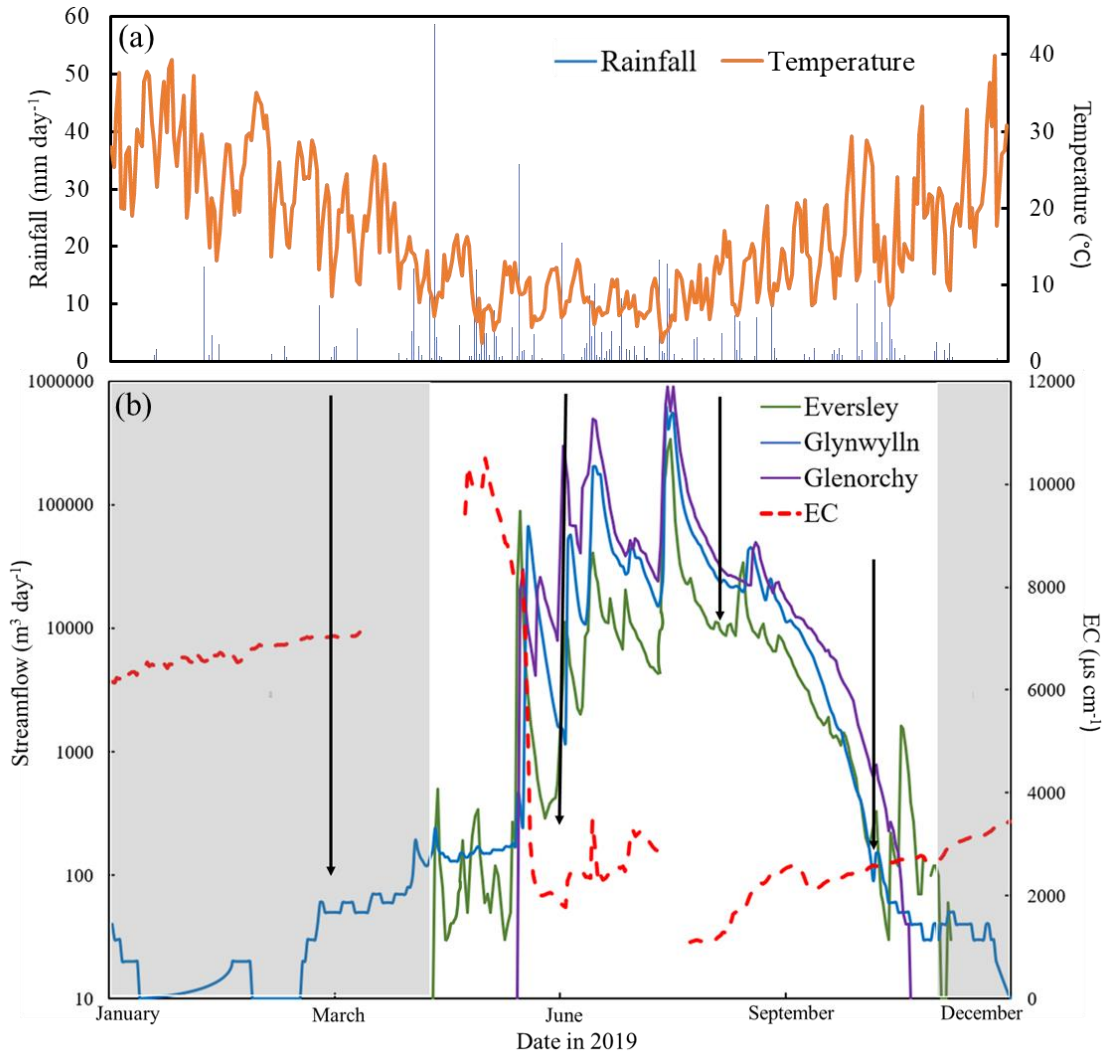 (a)
Rainfall Temperature
60
50
40
30
20
10
0
Rainfall (mm day-1)
40
30
20
10
0
Temperature (°C)
(b)
Eversley
Glynwylln
Glenorchy
EC
1000000
100000
10000
1000
100
10
Streamflow (m³ day-1)
12000
10000
8000
6000
4000
2000
0
EC (μs cm-1)
January March June September December
Date in 2019